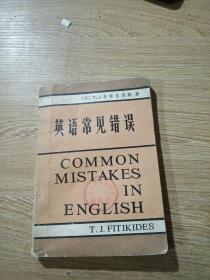 英语常见错误
COMMON
MISTAKES
IN
ENGLISH
T. J. FITIKIDES